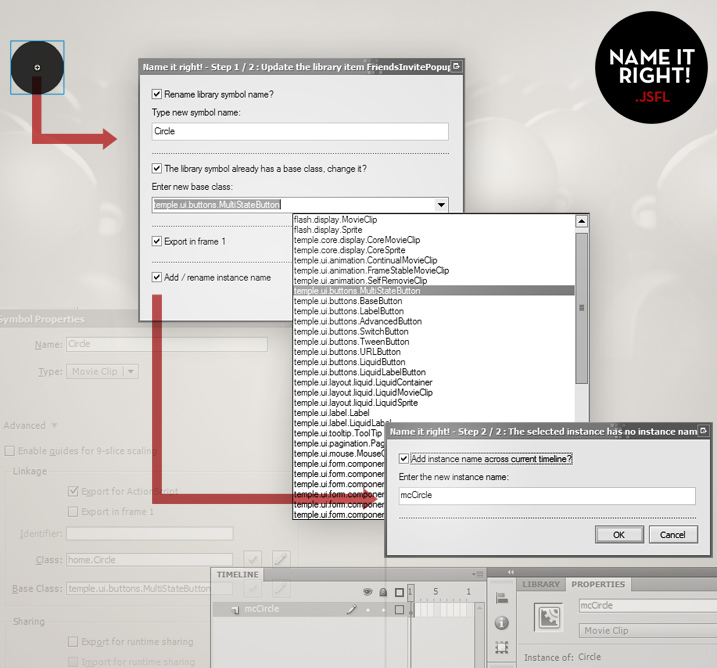 NAME IT
RIGHT!
.JSFL
Name it right! - Step 1 / 2 : Update the library item FriendsInvitePopup
Rename library symbol name?
Type new symbol name:
Circle
The library symbol already has a base class, change it?
Enter new base class:
temple.ui.buttons.MultiStateButton
Export in frame 1
Add / rename instance name
flash.display.MovieClip
flash.display.Sprite
temple.core.display.CoreMovieClip
temple.core.display.CoreSprite
temple.ui.animation.ContinualMovieClip
temple.ui.animation.FrameStableMovieClip
temple.ui.animation.SelfRemoveClip
temple.ui.buttons.MultiStateButton
temple.ui.buttons.BaseButton
temple.ui.buttons.LabelButton
temple.ui.buttons.AdvancedButton
temple.ui.buttons.SwitchButton
temple.ui.buttons.TweenButton
temple.ui.buttons.URLButton
temple.ui.buttons.LiquidButton
temple.ui.buttons.LiquidLabelButton
temple.ui.layout.liquid.LiquidContainer
temple.ui.layout.liquid.LiquidMovieClip
temple.ui.layout.liquid.LiquidSprite
temple.ui.label.Label
temple.ui.label.LiquidLabel
temple.ui.tooltip.ToolTip
temple.ui.pagination.Pag
temple.ui.mouse.MouseC
temple.ui.form.componer
temple.ui.form.componer
temple.ui.form.componer
temple.ui.form.componer
temple.ui.form.componer
temple.ui.form.componer
Name it right! - Step 2 / 2 : The selected instance has no instance nam
Add instance name across current timeline?
Enter the new instance name:
mcCircle
OK
Cancel
Symbol Properties
Name:
Circle
Type:
Movie Clip
Advanced
Enable guides for 9-slice scaling
Linkage
Export for ActionScript
Export in frame 1
Identifier:
Class:
home.Circle
Base Class:
temple.ui.buttons.MultiStateButton
Sharing
Export for runtime sharing
Import for runtime sharing
TIMELINE
1
5
1
mcCircle
LIBRARY
PROPERTIES
mcCircle
Movie Clip
Instance of:
Circle